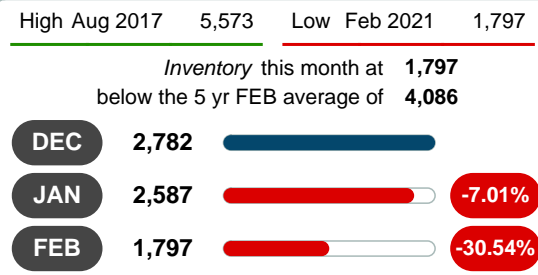 High Aug 2017 5,573 Low Feb 2021 1,797
Inventory this month at 1,797
below the 5 yr FEB average of 4,086
DEC 2,782
JAN 2,587 -7.01%
FEB 1,797 -30.54%